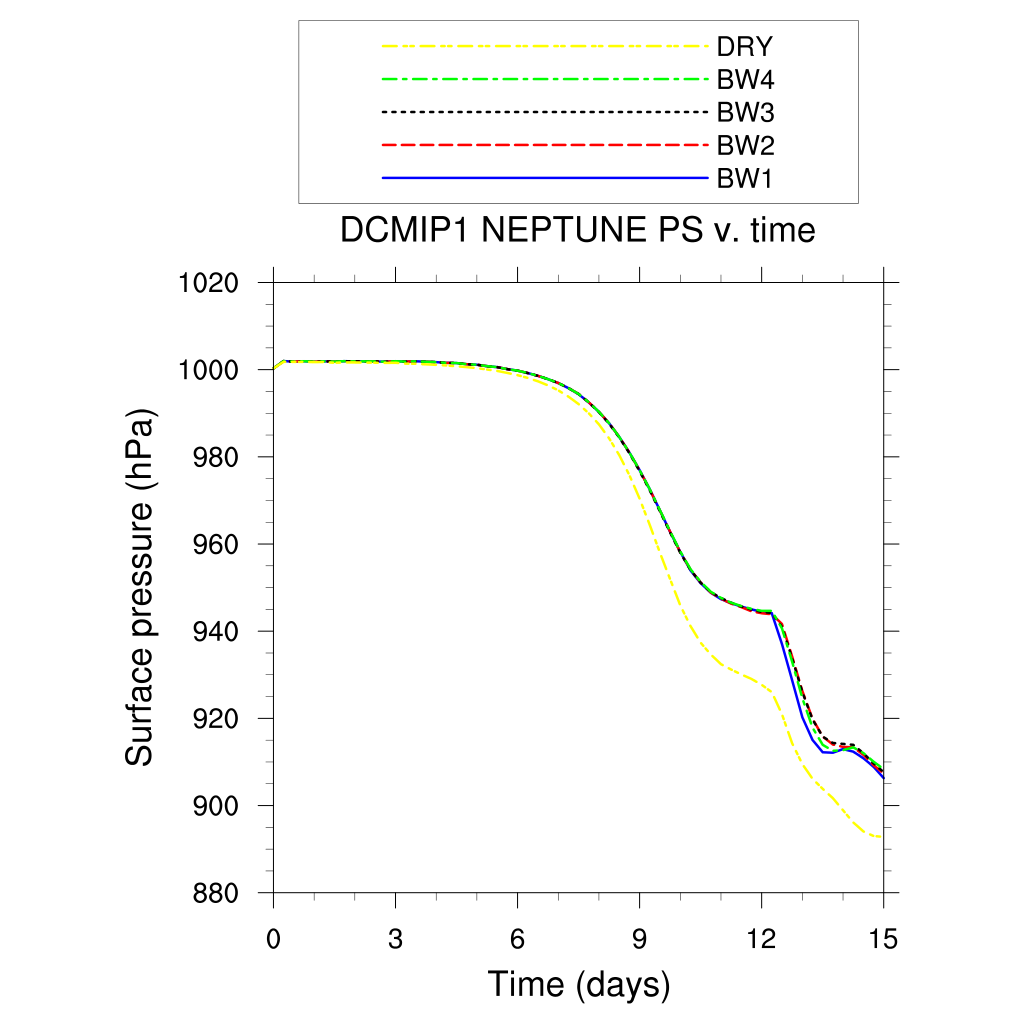 DRY
BW4
BW3
BW2
BW1
DCMIP1 NEPTUNE PS v. time
1020
1000
980
960
940
920
900
880
Surface pressure (hPa)
0 3 6 9 12 15
Time (days)